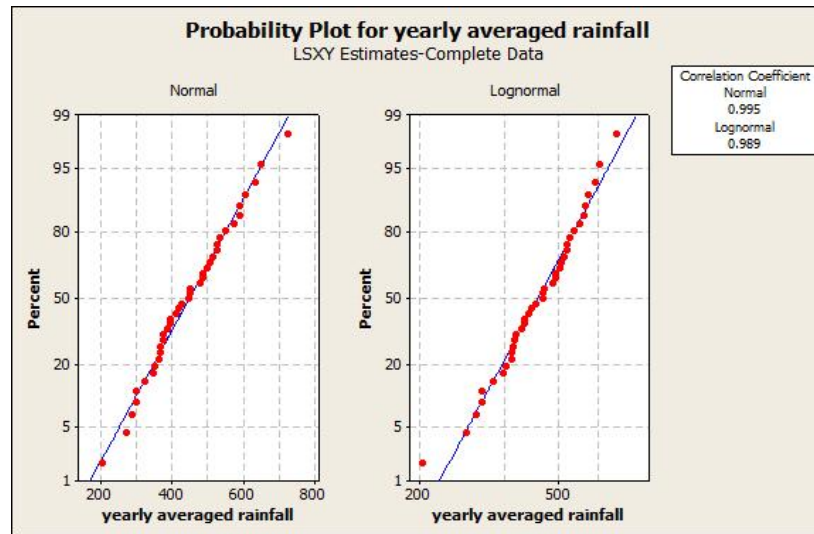 Probability Plot for yearly averaged rainfall
LSXY Estimates-Complete Data
Correlation Coefficient
Normal
0.995
Lognormal
0.989
Normal
99
95
80
50
20
5
1
Percent
200 400 600 800
yearly averaged rainfall
Lognormal
99
95
80
50
20
5
1
Percent
200 500
yearly averaged rainfall